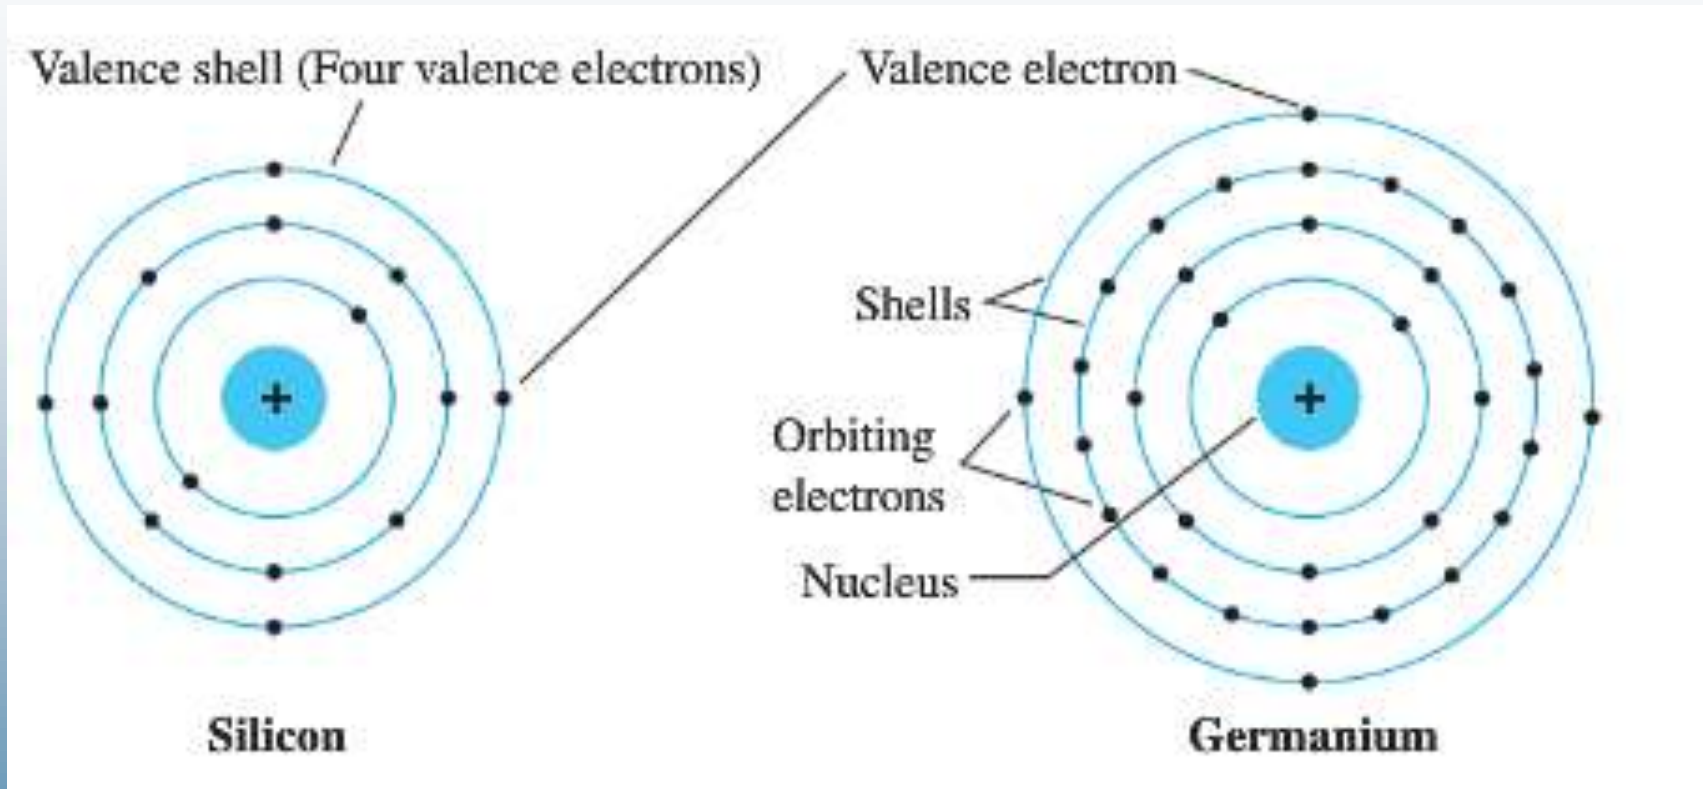 Valence shell (Four valence electrons)
Valence electron
Shells
Orbiting
electrons
Nucleus
+
+
Silicon
Germanium